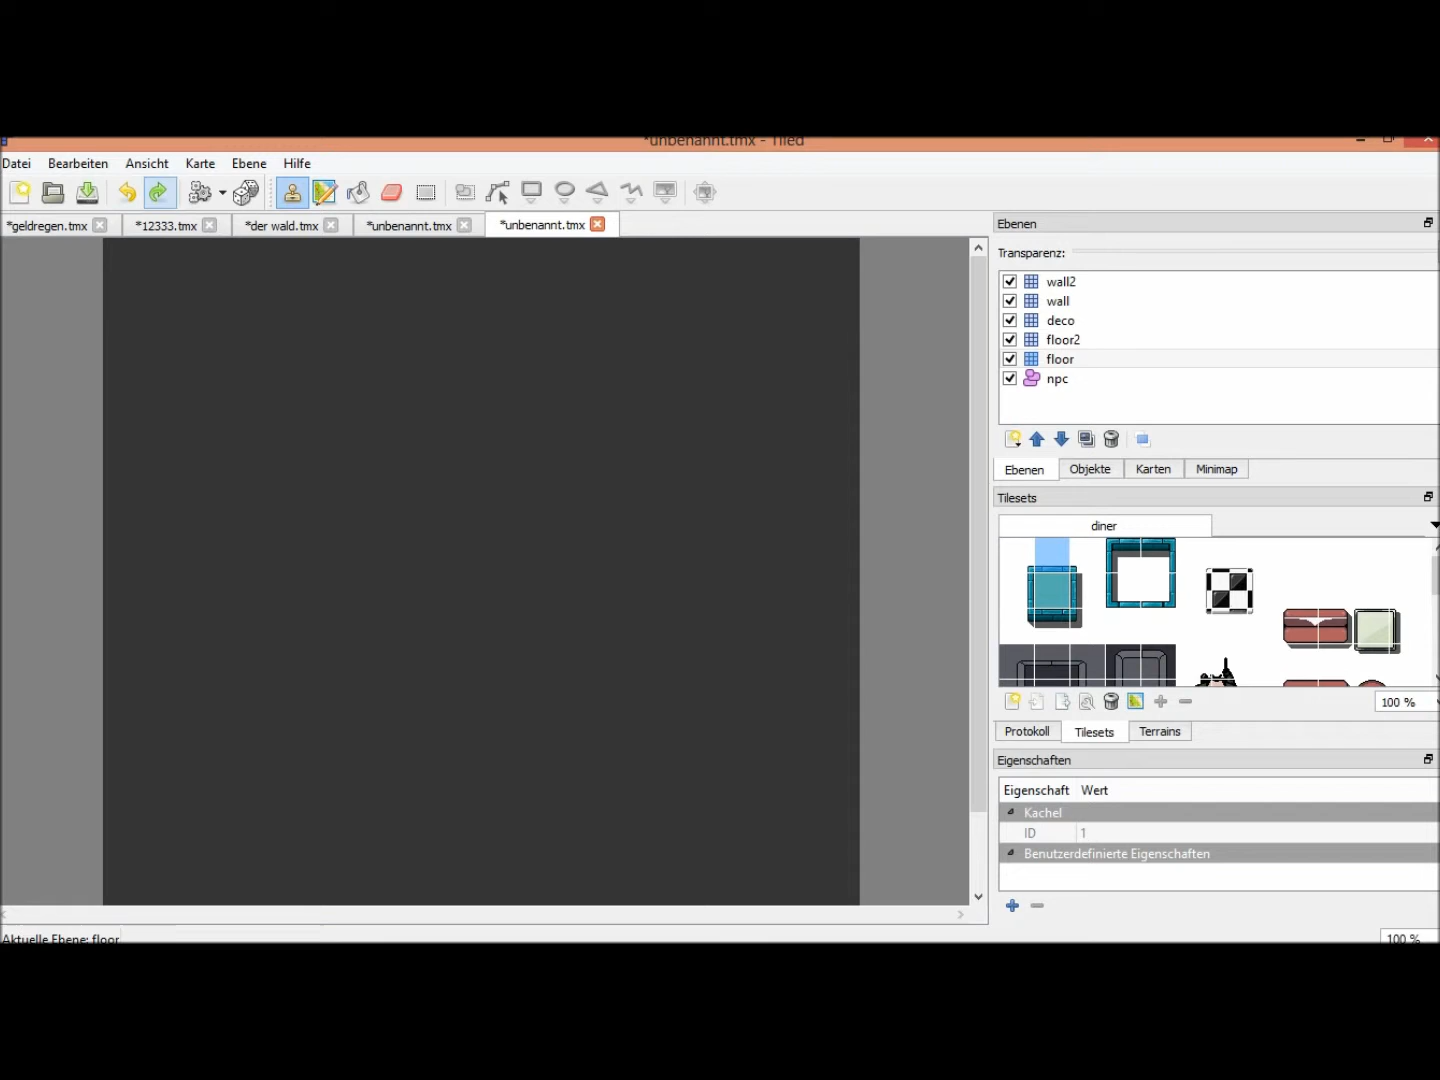 *unbenannt.tmx - Tiled
Datei Bearbeiten Ansicht Karte Ebene Hilfe
*geldregen.tmx *12333.tmx *der wald.tmx *unbenannt.tmx *unbenannt.tmx
Ebenen
Transparenz:
wall2
wall
deco
floor2
floor
npc
Ebenen Objekte Karten Minimap
Tilesets
diner
100 %
Protokoll Tilesets Terrains
Eigenschaften
Eigenschaft Wert
Kachel
ID 1
Benutzerdefinierte Eigenschaften
Aktuelle Ebene: floor
100 %